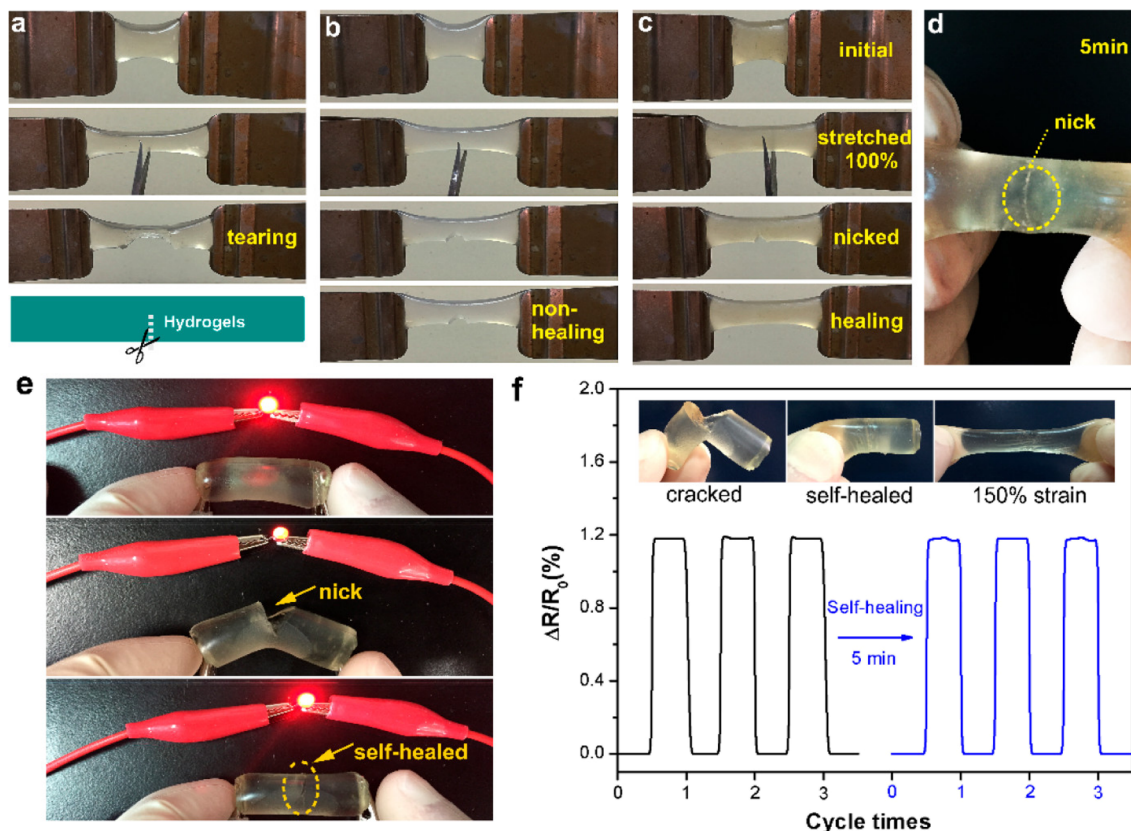 a
tearing
Hydrogels
b
non-
healing
c
initial
stretched
100%
nicked
healing
d
5min
nick
e
nick
self-healed
f
2.0
1.6
1.2
0.8
0.4
0.0
ΔR/R₀(%)
cracked
self-healed
150% strain
Self-healing
5 min
0
1
2
3
0
1
2
3
Cycle times